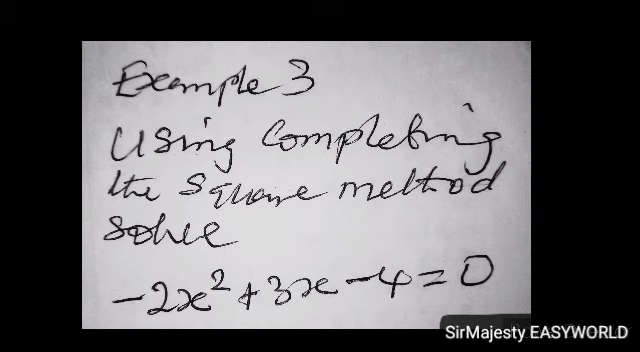 Example 3
Using Completing
the Square method
Solve
-2x² + 3x - 4 = 0
SirMajesty EASYWORLD